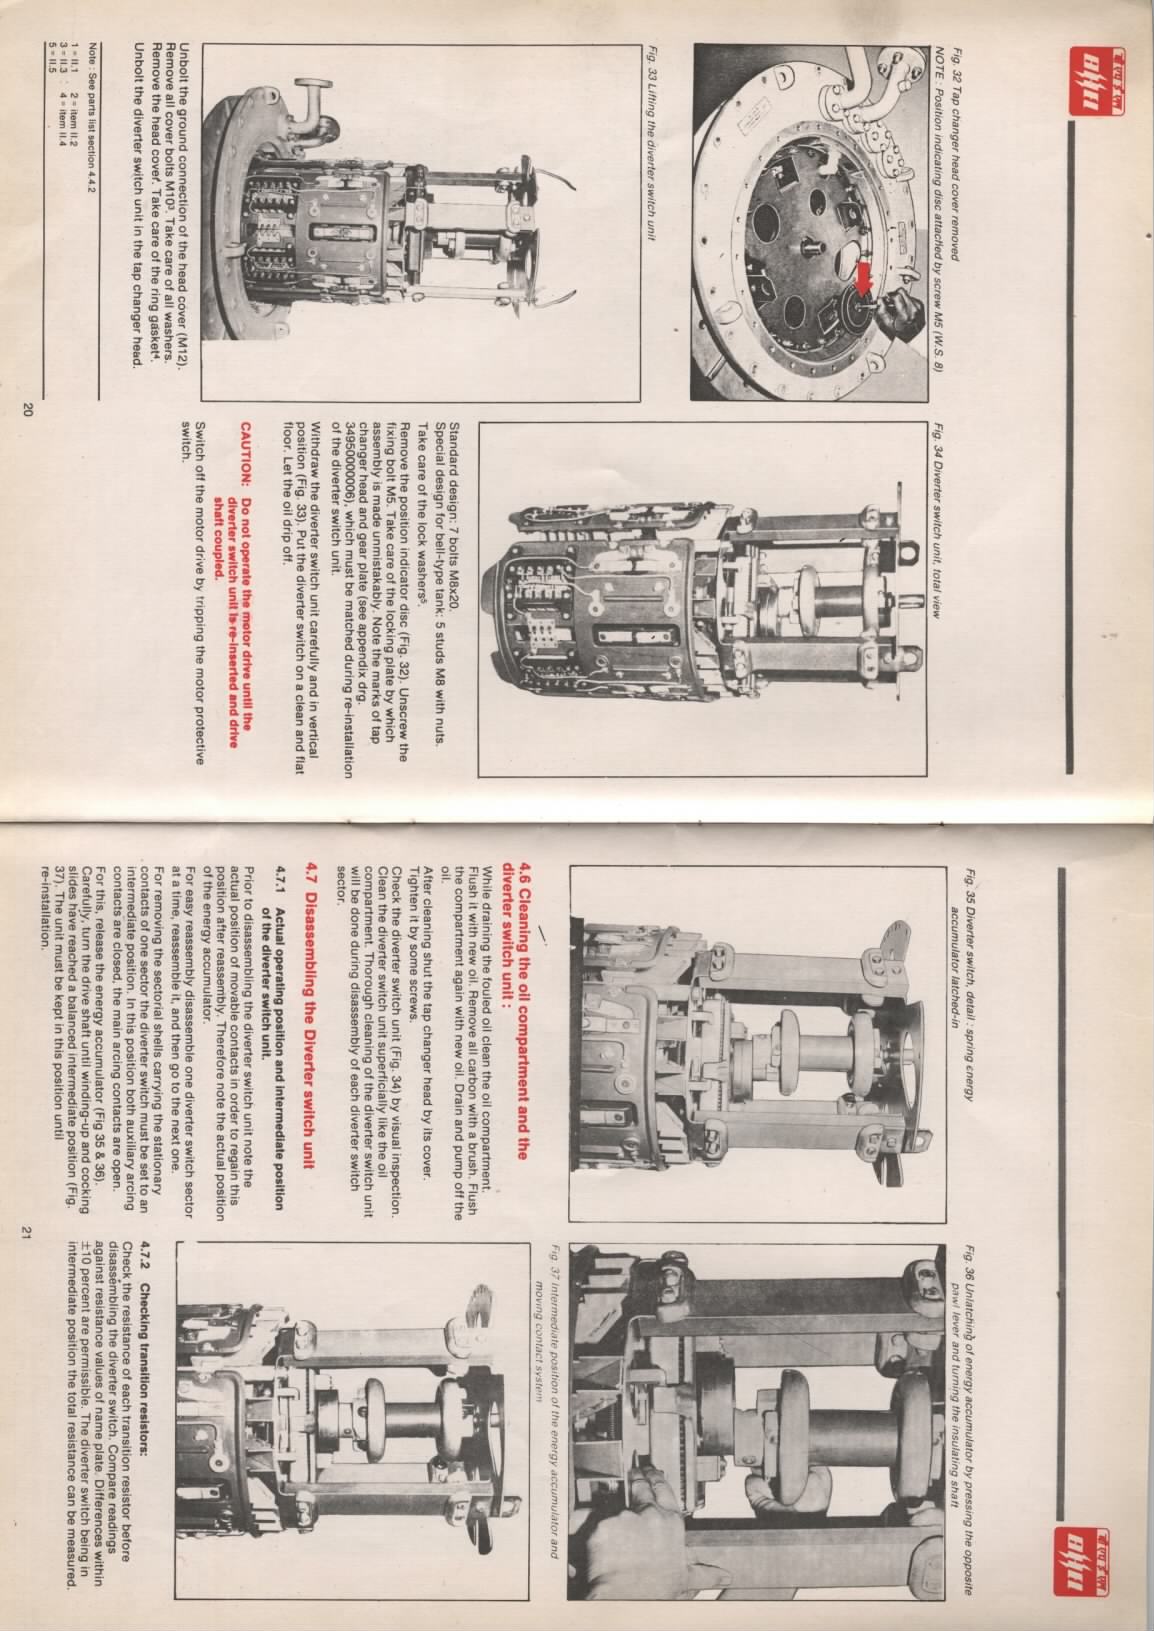 Fig. 32 Tap changer head cover removed
NOTE : Position indicating disc attached by screw M5 (W.S. 8)
Fig. 33 Lifting the diverter switch unit
Unbolt the ground connection of the head cover (M12).
Remove all cover bolts M10³. Take care of all washers.
Remove the head cover. Take care of the ring gasket⁴.
Unbolt the diverter switch unit in the tap changer head.
Note : See parts list section 4.4.2
1 = II.1 2 = item II.2
3 = II.3 : 4 = item II.4
5 = II.5
Fig. 34 Diverter switch unit, total view
Standard design: 7 bolts M8x20.
Special design for bell-type tank: 5 studs M8 with nuts.
Take care of the lock washers⁵.
Remove the position indicator disc (Fig. 32). Unscrew the
fixing bolt M5. Take care of the locking plate by which
assembly is made unmistakably. Note the marks of tap
changer head and gear plate (see appendix drg.
34950000006), which must be matched during re-installation
of the diverter switch unit.
Withdraw the diverter switch unit carefully and in vertical
position (Fig. 33). Put the diverter switch on a clean and flat
floor. Let the oil drip off.
CAUTION: Do not operate the motor drive until the
diverter switch unit is re-inserted and drive
shaft coupled.
Switch off the motor drive by tripping the motor protective
switch.
20
Fig. 35 Diverter switch, detail : spring energy
accumulator latched-in
4.6 Cleaning the oil compartment and the
diverter switch unit :
While draining the fouled oil clean the oil compartment.
Flush it with new oil. Remove all carbon with a brush. Flush
the compartment again with new oil. Drain and pump off the
oil.
After cleaning shut the tap changer head by its cover.
Tighten it by some screws.
Check the diverter switch unit (Fig. 34) by visual inspection.
Clean the diverter switch unit superficially like the oil
compartment. Thorough cleaning of the diverter switch unit
will be done during disassembly of each diverter switch
sector.
4.7 Disassembling the Diverter switch unit
4.7.1 Actual operating position and intermediate position
of the diverter switch unit.
Prior to disassembling the diverter switch unit note the
actual position of movable contacts in order to regain this
position after reassembly. Therefore note the actual position
of the energy accumulator.
For easy reassembly disassemble one diverter switch sector
at a time, reassemble it, and then go to the next one.
For removing the sectorial shells carrying the stationary
contacts of one sector the diverter switch must be set to an
intermediate position. In this position both auxiliary arcing
contacts are closed, the main arcing contacts are open.
For this, release the energy accumulator (Fig 35 & 36).
Carefully, turn the drive shaft until winding-up and cocking
slides have reached a balanced intermediate position (Fig.
37). The unit must be kept in this position until
re-installation.
Fig. 36 Unlatching of energy accumulator by pressing the opposite
pawl lever and turning the insulating shaft
Fig. 37 Intermediate position of the energy accumulator and
moving contact system
4.7.2 Checking transition resistors:
Check the resistance of each transition resistor before
disassembling the diverter switch. Compare readings
against resistance values of name plate. Differences within
±10 percent are permissible. The diverter switch being in
intermediate position the total resistance can be measured.
21